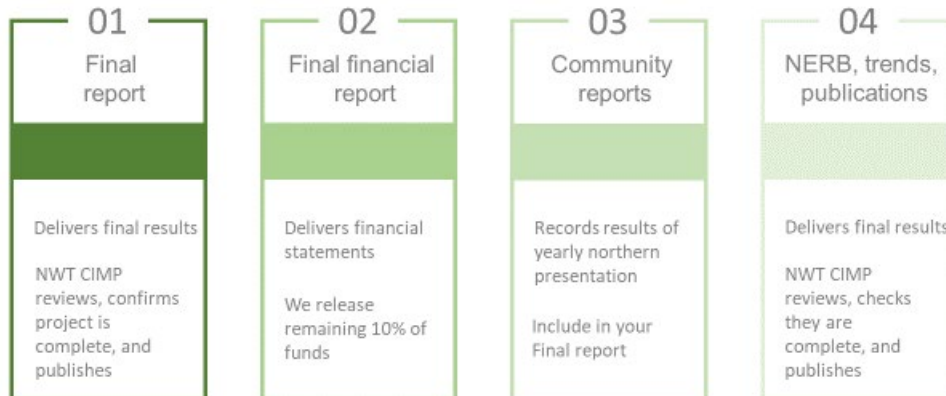 01
Final
report
Delivers final results
NWT CIMP
reviews, confirms
project is
complete, and
publishes
02
Final financial
report
Delivers financial
statements
We release
remaining 10% of
funds
03
Community
reports
Records results of
yearly northern
presentation
Include in your
Final report
04
NERB, trends,
publications
Delivers final results
NWT CIMP
reviews, checks
they are
complete, and
publishes